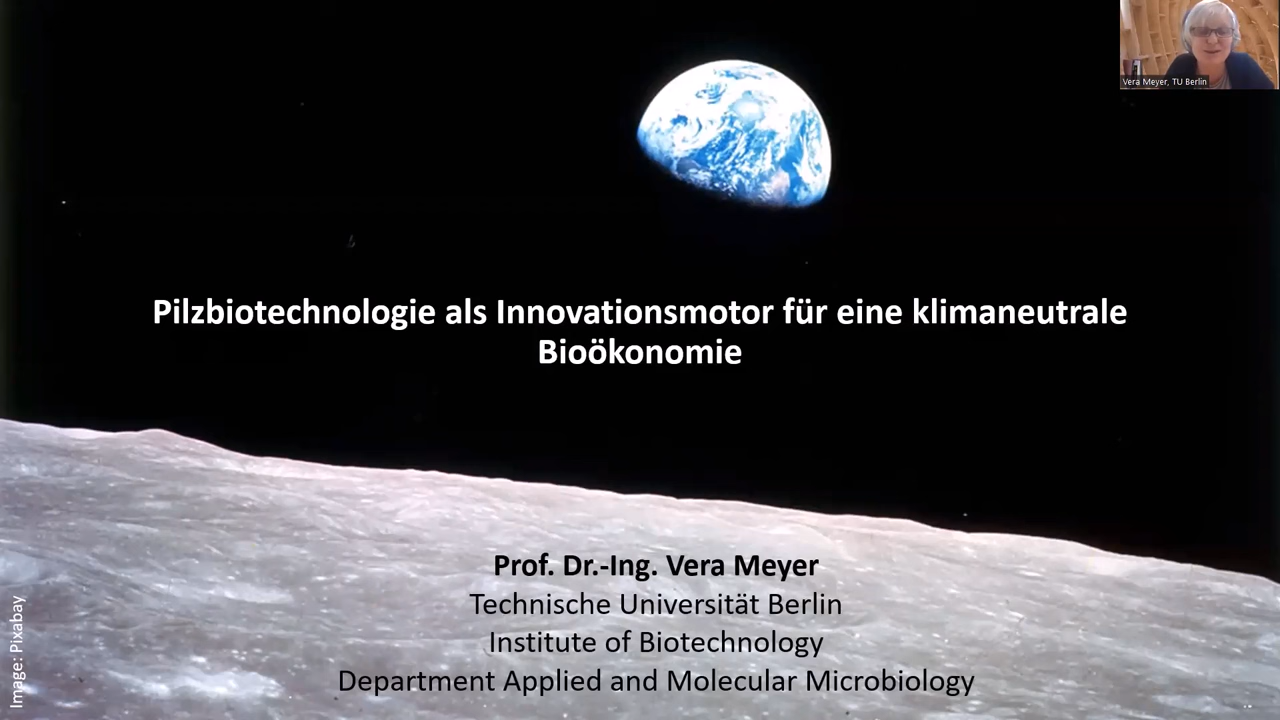 Vera Meyer, TU Berlin
Pilzbiotechnologie als Innovationsmotor für eine klimaneutrale
Bioökonomie
Prof. Dr.-Ing. Vera Meyer
Technische Universität Berlin
Institute of Biotechnology
Department Applied and Molecular Microbiology
Image: Pixabay